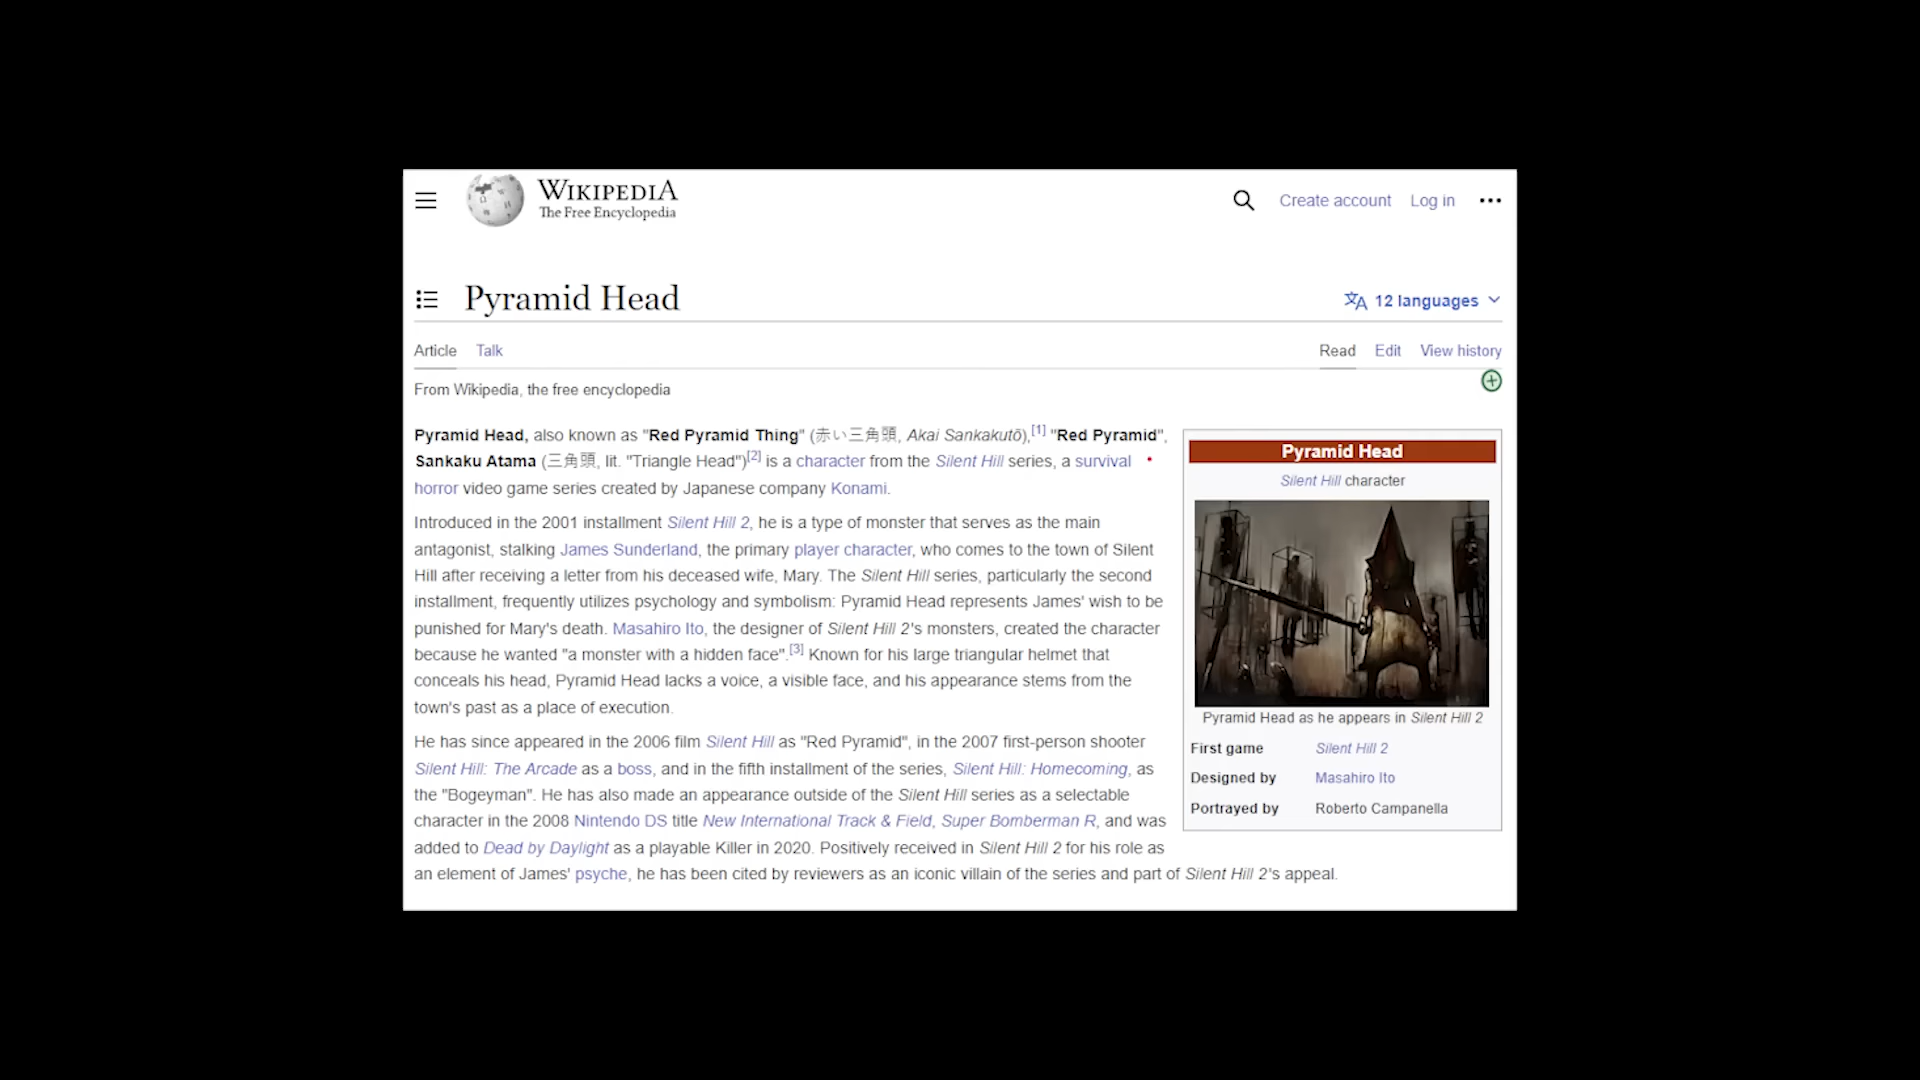 WIKIPEDIA
The Free Encyclopedia
Create account Log in
Pyramid Head
12 languages
Article Talk
Read Edit View history
From Wikipedia, the free encyclopedia
Pyramid Head, also known as "Red Pyramid Thing" (赤い三角頭, Akai Sankakutō),[1] "Red Pyramid",
Sankaku Atama (三角頭, lit. "Triangle Head")[2] is a character from the Silent Hill series, a survival
horror video game series created by Japanese company Konami.
Introduced in the 2001 installment Silent Hill 2, he is a type of monster that serves as the main
antagonist, stalking James Sunderland, the primary player character, who comes to the town of Silent
Hill after receiving a letter from his deceased wife, Mary. The Silent Hill series, particularly the second
installment, frequently utilizes psychology and symbolism: Pyramid Head represents James' wish to be
punished for Mary's death. Masahiro Ito, the designer of Silent Hill 2's monsters, created the character
because he wanted "a monster with a hidden face".[3] Known for his large triangular helmet that
conceals his head, Pyramid Head lacks a voice, a visible face, and his appearance stems from the
town's past as a place of execution.
He has since appeared in the 2006 film Silent Hill as "Red Pyramid", in the 2007 first-person shooter
Silent Hill: The Arcade as a boss, and in the fifth installment of the series, Silent Hill: Homecoming, as
the "Bogeyman". He has also made an appearance outside of the Silent Hill series as a selectable
character in the 2008 Nintendo DS title New International Track & Field, Super Bomberman R, and was
added to Dead by Daylight as a playable Killer in 2020. Positively received in Silent Hill 2 for his role as
an element of James' psyche, he has been cited by reviewers as an iconic villain of the series and part of Silent Hill 2's appeal.
Pyramid Head
Silent Hill character
Pyramid Head as he appears in Silent Hill 2
First game Silent Hill 2
Designed by Masahiro Ito
Portrayed by Roberto Campanella